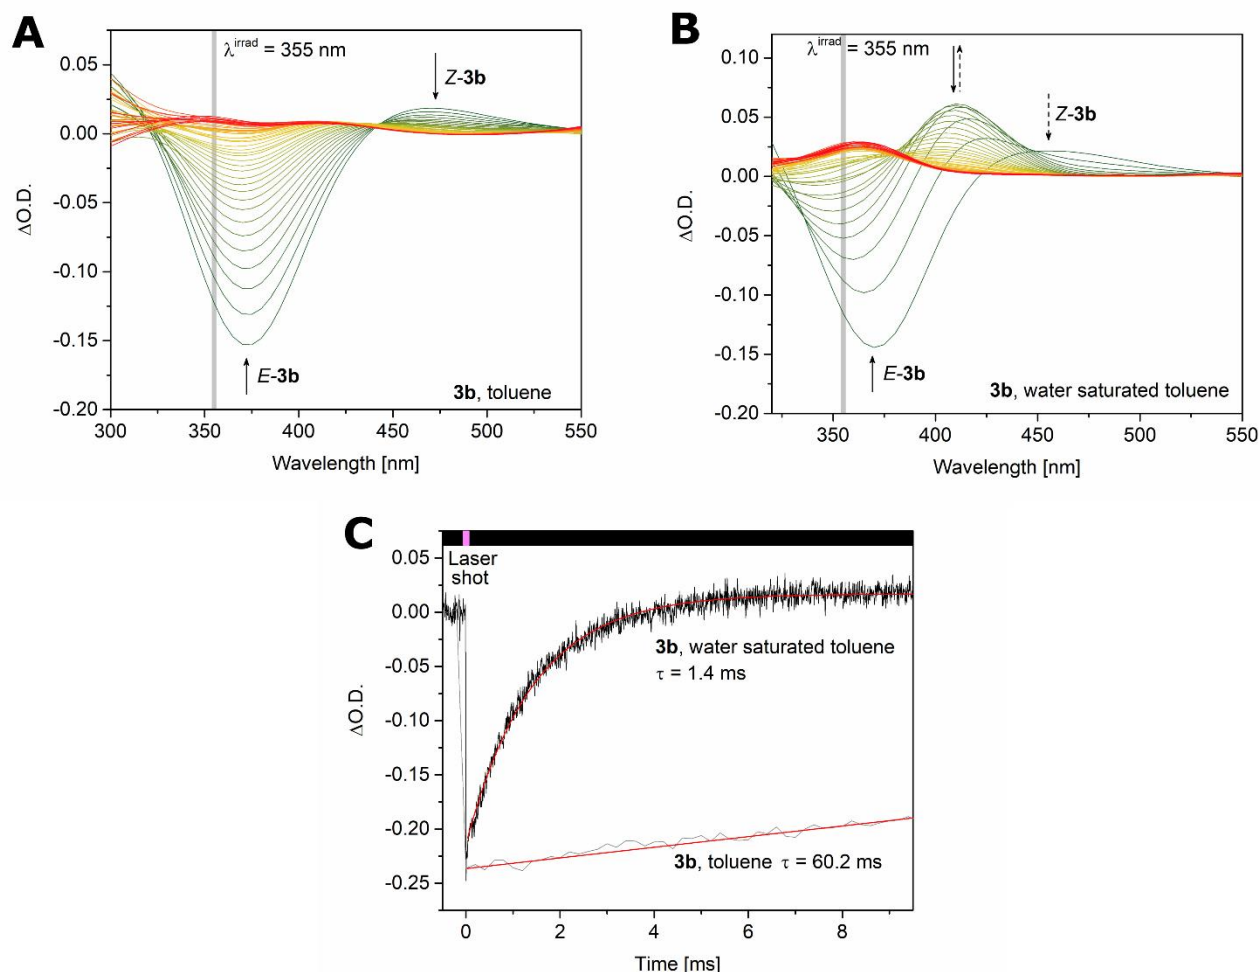 A
λirrad = 355 nm
Z-3b
E-3b
3b, toluene
ΔO.D.
0.05
0.00
-0.05
-0.10
-0.15
-0.20
300 350 400 450 500 550
Wavelength [nm]
B
λirrad = 355 nm
Z-3b
E-3b
3b, water saturated toluene
ΔO.D.
0.10
0.05
0.00
-0.05
-0.10
-0.15
-0.20
350 400 450 500 550
Wavelength [nm]
C
Laser
shot
3b, water saturated toluene
τ = 1.4 ms
3b, toluene τ = 60.2 ms
ΔO.D.
0.05
0.00
-0.05
-0.10
-0.15
-0.20
-0.25
0 2 4 6 8
Time [ms]